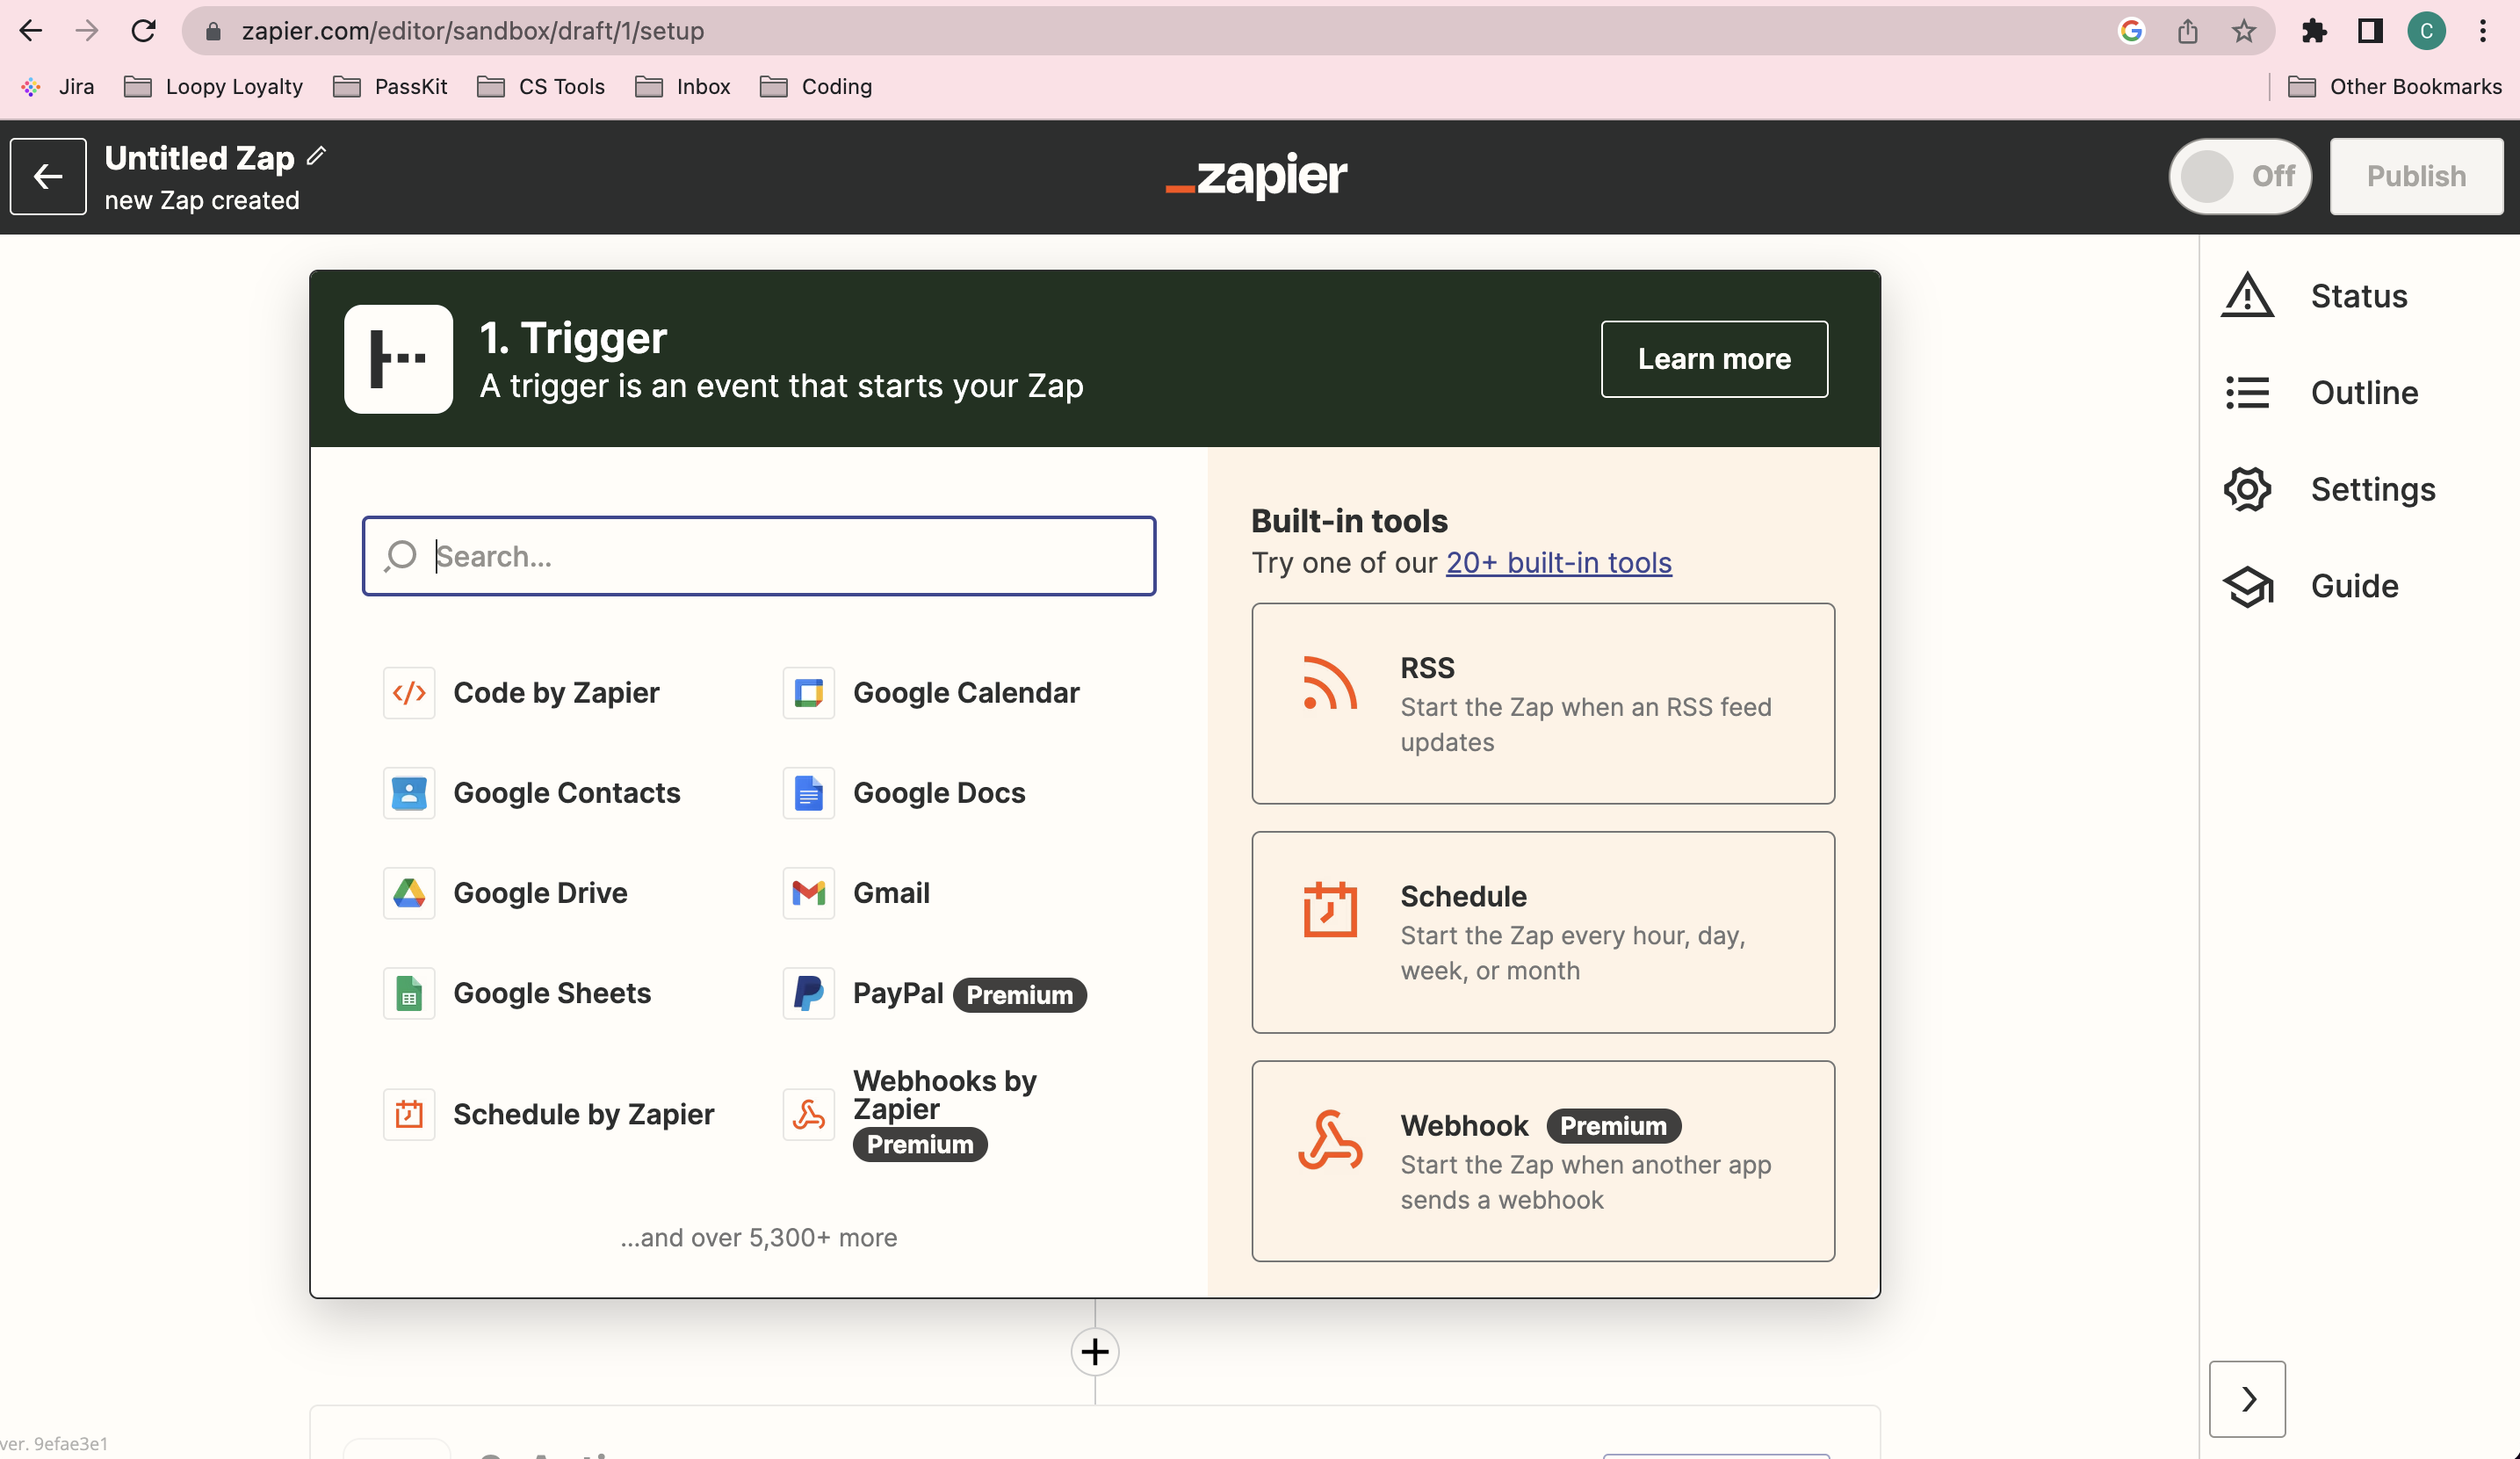 zapier.com/editor/sandbox/draft/1/setup
C
Jira
Loopy Loyalty
PassKit
CS Tools
Inbox
Coding
Other Bookmarks
Untitled Zap
new Zap created
_zapier
Off
Publish
1. Trigger
A trigger is an event that starts your Zap
Learn more
Search...
Code by Zapier
Google Calendar
Google Contacts
Google Docs
Google Drive
Gmail
Google Sheets
PayPal Premium
Schedule by Zapier
Webhooks by
Zapier
Premium
...and over 5,300+ more
Built-in tools
Try one of our 20+ built-in tools
RSS
Start the Zap when an RSS feed
updates
Schedule
Start the Zap every hour, day,
week, or month
Webhook Premium
Start the Zap when another app
sends a webhook
Status
Outline
Settings
Guide
ver. 9efae3e1